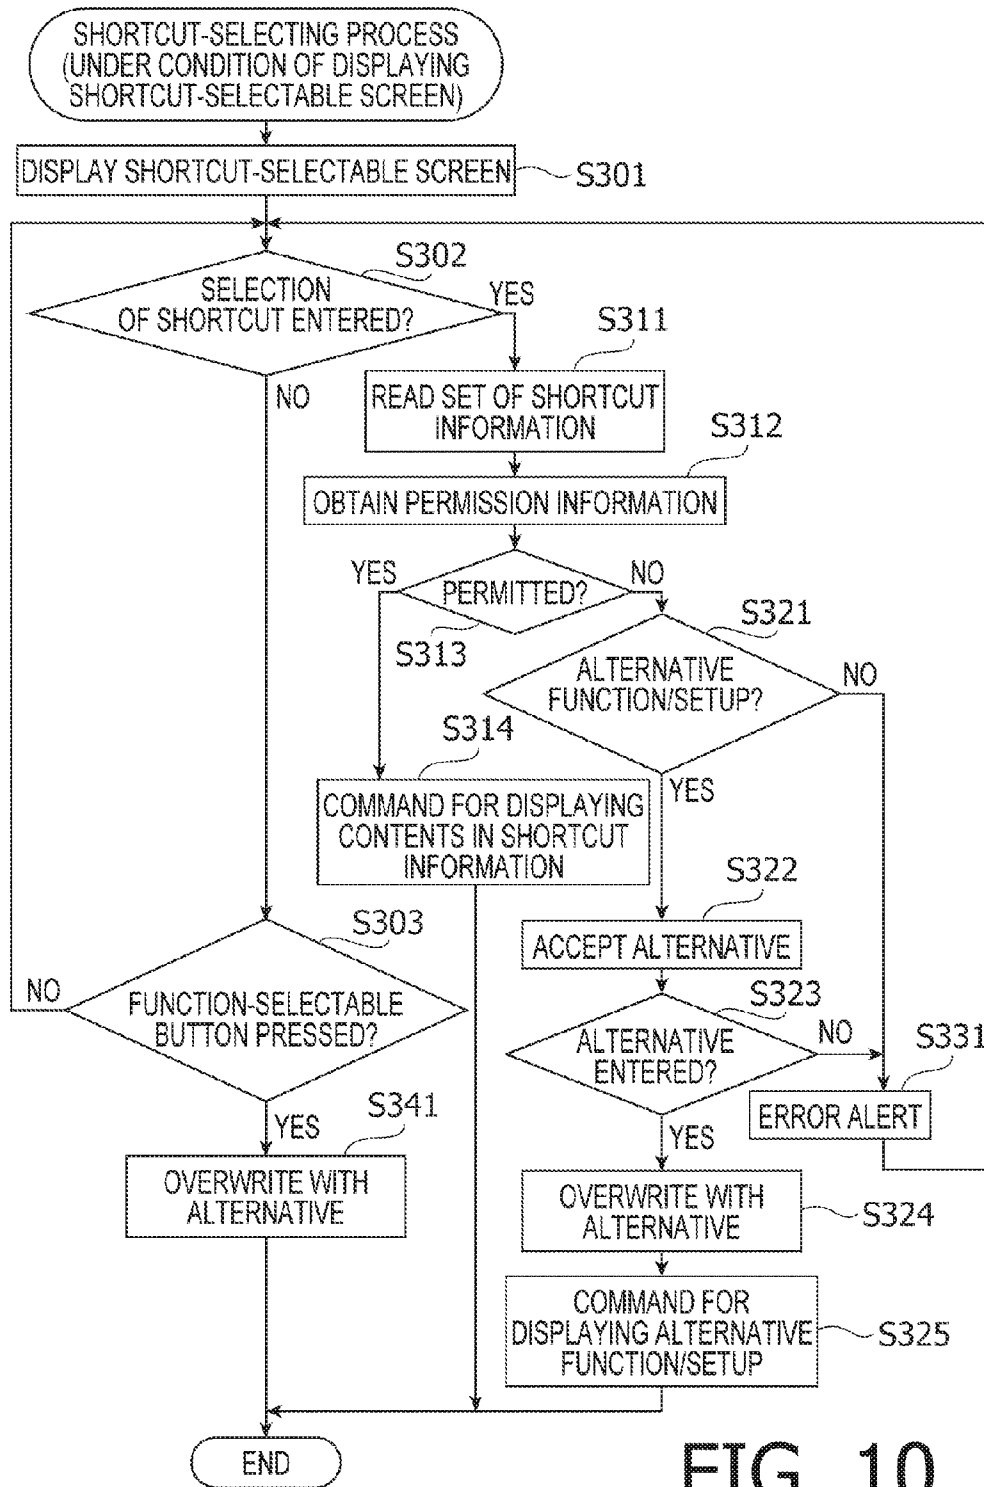 SHORTCUT-SELECTING PROCESS
(UNDER CONDITION OF DISPLAYING
SHORTCUT-SELECTABLE SCREEN)
DISPLAY SHORTCUT-SELECTABLE SCREEN
S301
S302
SELECTION
OF SHORTCUT ENTERED?
YES
NO
S311
READ SET OF SHORTCUT
INFORMATION
S312
OBTAIN PERMISSION INFORMATION
YES
PERMITTED?
NO
S313
S321
ALTERNATIVE
FUNCTION/SETUP?
NO
YES
S314
COMMAND FOR DISPLAYING
CONTENTS IN SHORTCUT
INFORMATION
S322
ACCEPT ALTERNATIVE
S303
NO
FUNCTION-SELECTABLE
BUTTON PRESSED?
YES
S323
ALTERNATIVE
ENTERED?
NO
YES
S331
ERROR ALERT
S341
OVERWRITE WITH
ALTERNATIVE
OVERWRITE WITH
ALTERNATIVE
S324
COMMAND FOR
DISPLAYING ALTERNATIVE
FUNCTION/SETUP
S325
END
FIG. 10